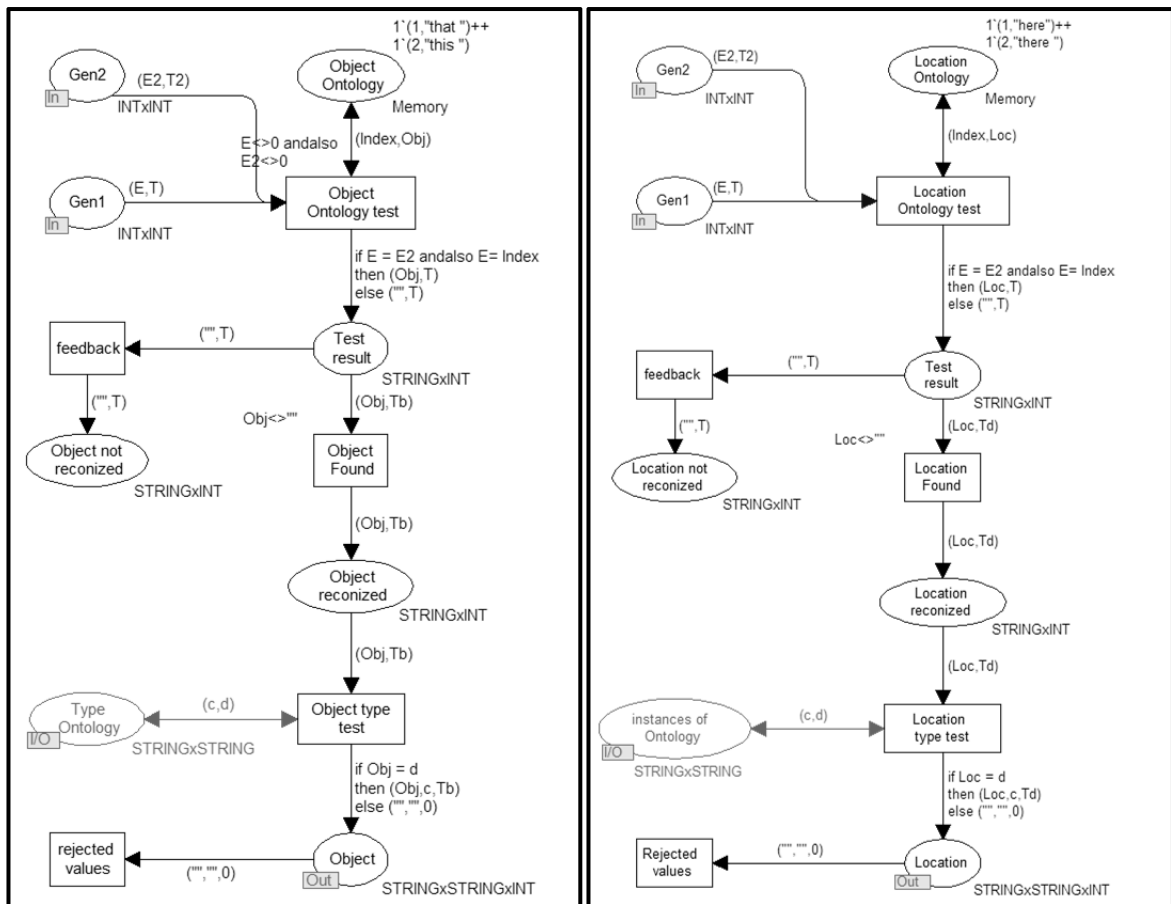 1`(1,"that ")++
1`(2,"this ")
Gen2
In
(E2,T2)
INTxINT
Object
Ontology
Memory
(Index,Obj)
E<>0 andalso
E2<>0
Gen1
In
(E,T)
INTxINT
Object
Ontology test
if E = E2 andalso E= Index
then (Obj,T)
else ("",T)
feedback
("",T)
Test
result
STRINGxINT
("",T)
(Obj,Tb)
Obj<>""
Object not
reconized
STRINGxINT
Object
Found
(Obj,Tb)
Object
reconized
STRINGxINT
(Obj,Tb)
Type
Ontology
I/O
(c,d)
STRINGxSTRING
Object type
test
if Obj = d
then (Obj,c,Tb)
else ("","",0)
rejected
values
("","",0)
Object
Out
STRINGxSTRINGxINT
1`(1,"here")++
1`(2,"there ")
Gen2
In
(E2,T2)
INTxINT
Location
Ontology
Memory
(Index,Loc)
Gen1
In
(E,T)
INTxINT
Location
Ontology test
if E = E2 andalso E= Index
then (Loc,T)
else ("",T)
feedback
("",T)
Test
result
STRINGxINT
("",T)
(Loc,Td)
Loc<>""
Location not
reconized
STRINGxINT
Location
Found
(Loc,Td)
Location
reconized
STRINGxINT
(Loc,Td)
instances of
Ontology
I/O
(c,d)
STRINGxSTRING
Location
type test
if Loc = d
then (Loc,c,Td)
else ("","",0)
Rejected
values
("","",0)
Location
Out
STRINGxSTRINGxINT